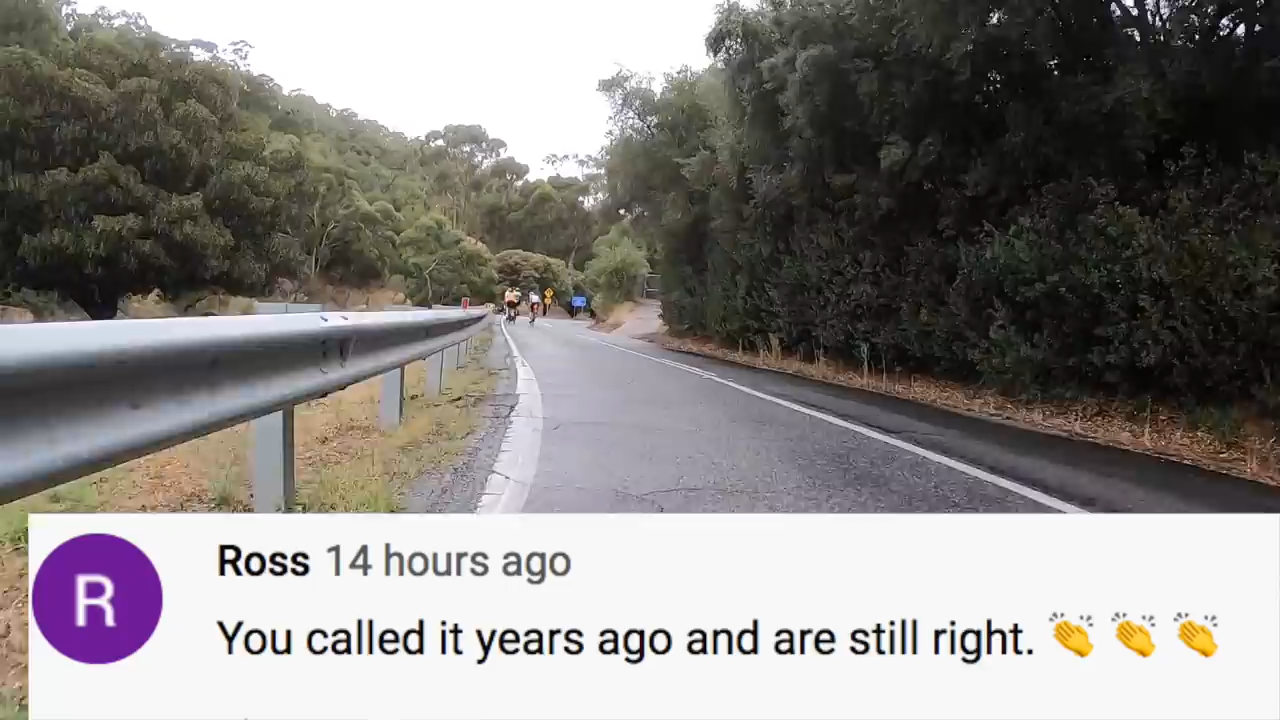 R
Ross 14 hours ago
You called it years ago and are still right. 👏 👏 👏